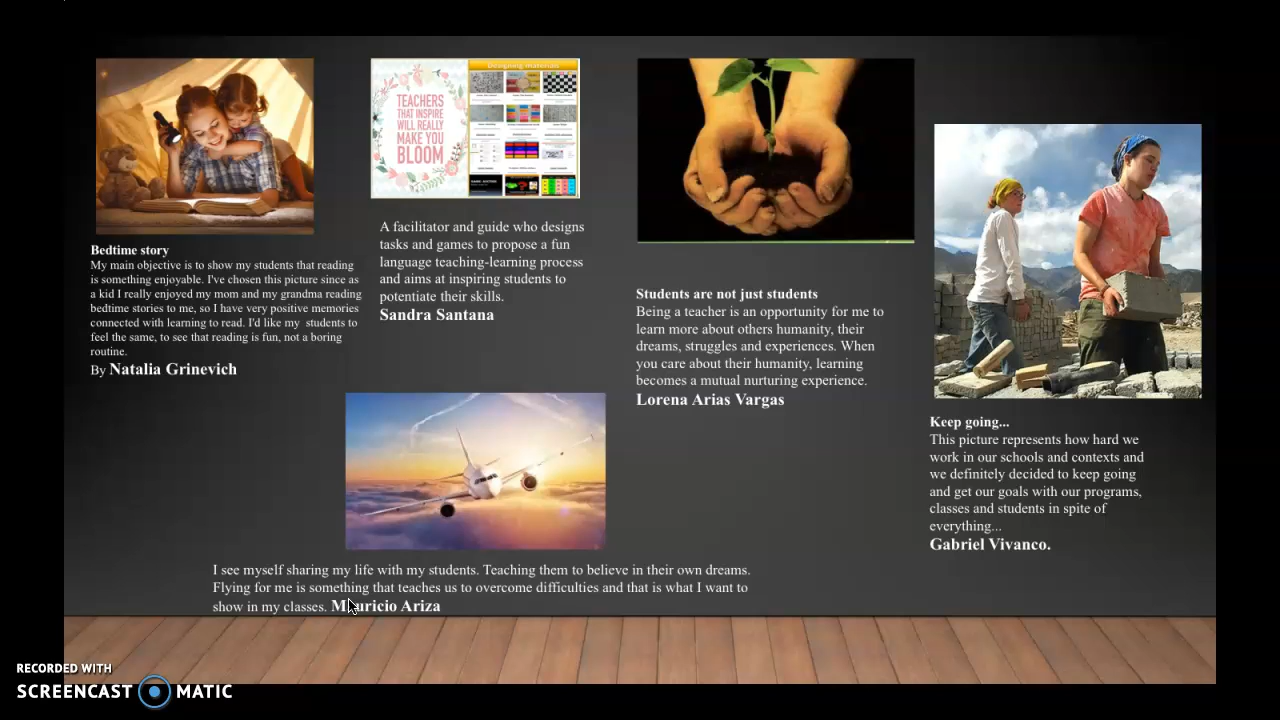 TEACHERS
THAT INSPIRE
WILL REALLY
MAKE YOU
BLOOM
Designing materials
Bedtime story
My main objective is to show my students that reading
is something enjoyable. I've chosen this picture since as
a kid I really enjoyed my mom and my grandma reading
bedtime stories to me, so I have very positive memories
connected with learning to read. I'd like my students to
feel the same, to see that reading is fun, not a boring
routine.
By Natalia Grinevich
A facilitator and guide who designs
tasks and games to propose a fun
language teaching-learning process
and aims at inspiring students to
potentiate their skills.
Sandra Santana
Students are not just students
Being a teacher is an opportunity for me to
learn more about others humanity, their
dreams, struggles and experiences. When
you care about their humanity, learning
becomes a mutual nurturing experience.
Lorena Arias Vargas
Keep going...
This picture represents how hard we
work in our schools and contexts and
we definitely decided to keep going
and get our goals with our programs,
classes and students in spite of
everything...
Gabriel Vivanco.
I see myself sharing my life with my students. Teaching them to believe in their own dreams.
Flying for me is something that teaches us to overcome difficulties and that is what I want to
show in my classes. Mauricio Ariza
RECORDED WITH
SCREENCAST MATIC